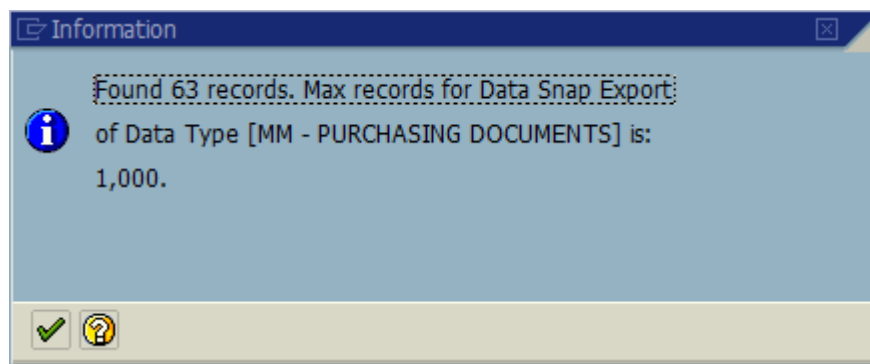 Information
Found 63 records. Max records for Data Snap Export
of Data Type [MM - PURCHASING DOCUMENTS] is:
1,000.